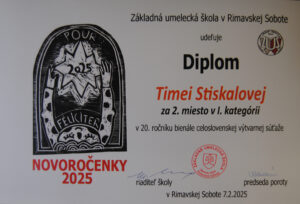 Základná umelecká škola v Rimavskej Sobote
udeľuje
Diplom
Timei Stiskalovej
za 2. miesto v I. kategórii
v 20. ročníku bienále celoslovenskej výtvarnej súťaže
POUR
2025
FÉLICITER
NOVOROČENKY
2025
riaditeľ školy
predseda poroty
v Rimavskej Sobote 7.2.2025